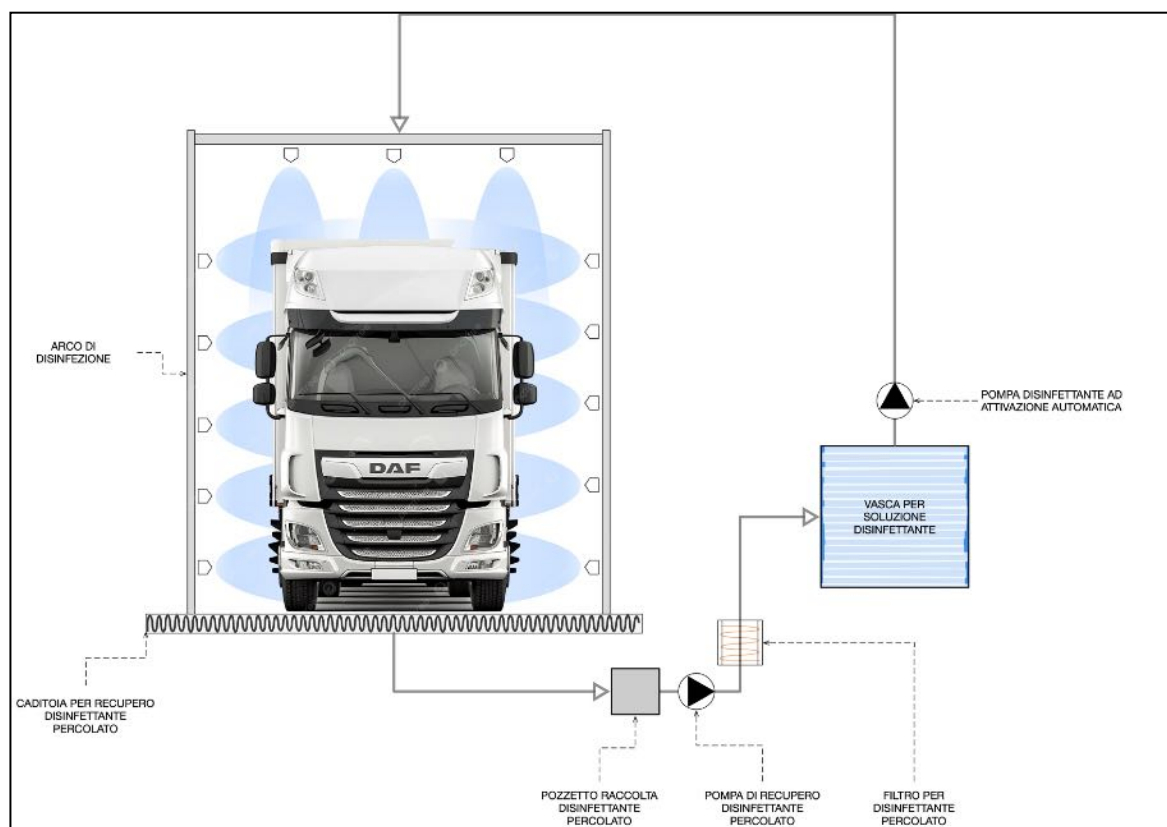 ARCO DI
DISINFEZIONE
DAF
POMPA DISINFETTANTE AD
ATTIVAZIONE AUTOMATICA
VASCA PER
SOLUZIONE
DISINFETTANTE
CADITOIA PER RECUPERO
DISINFETTANTE
PERCOLATO
POZZETTO RACCOLTA
DISINFETTANTE
PERCOLATO
POMPA DI RECUPERO
DISINFETTANTE
PERCOLATO
FILTRO PER
DISINFETTANTE
PERCOLATO